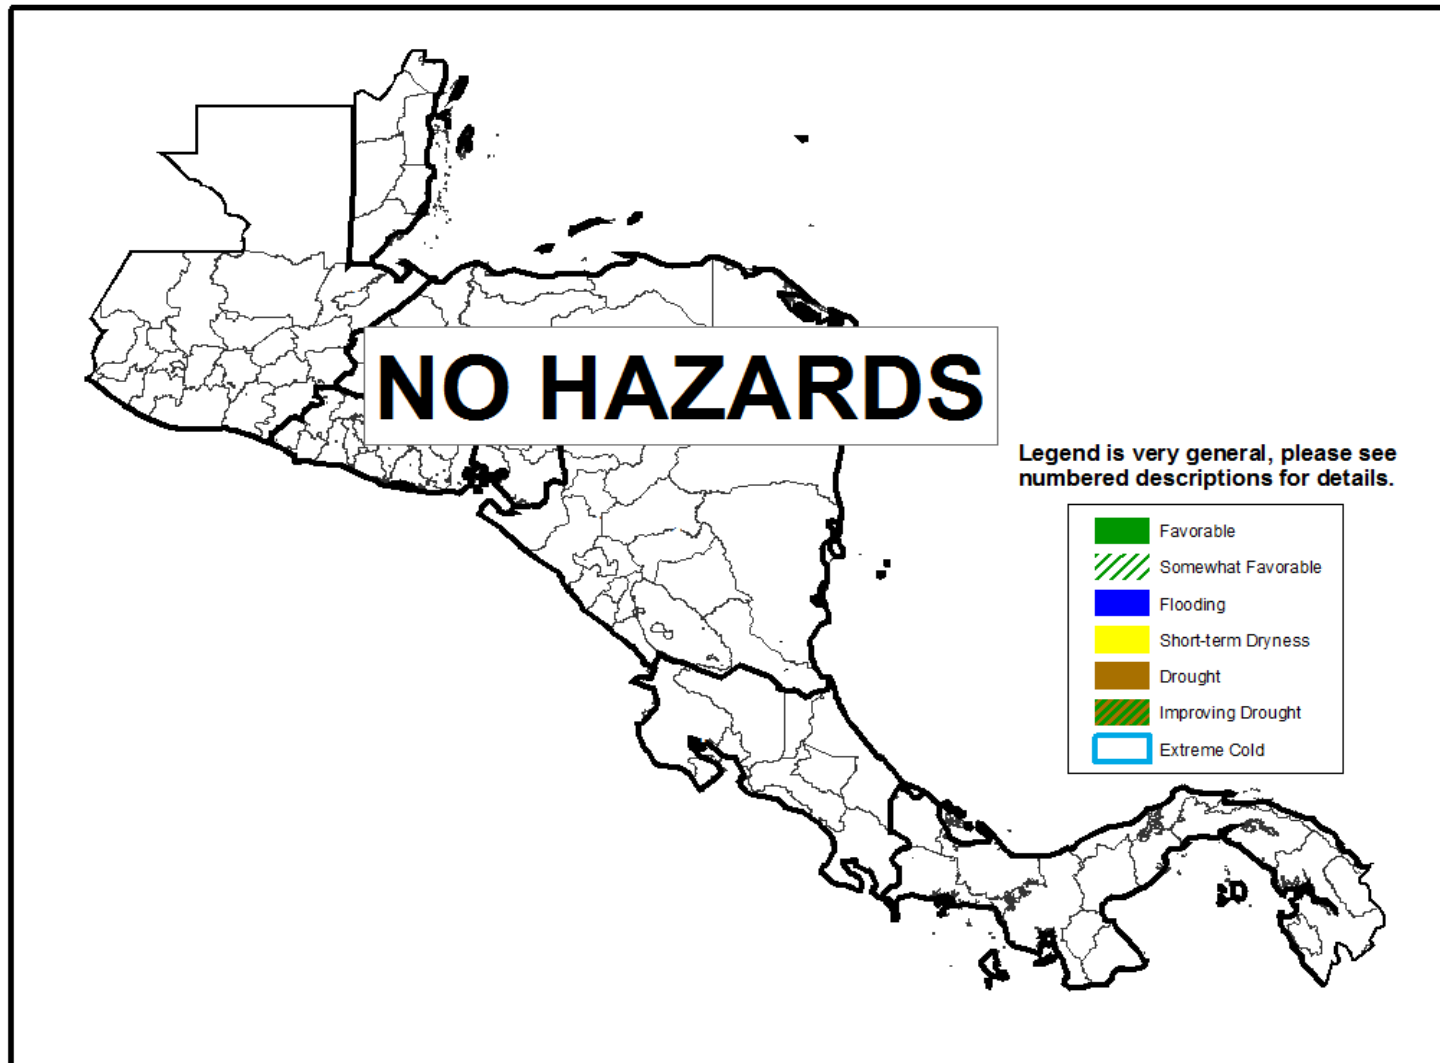 NO HAZARDS
Legend is very general, please see
numbered descriptions for details.
Favorable
Somewhat Favorable
Flooding
Short-term Dryness
Drought
Improving Drought
Extreme Cold